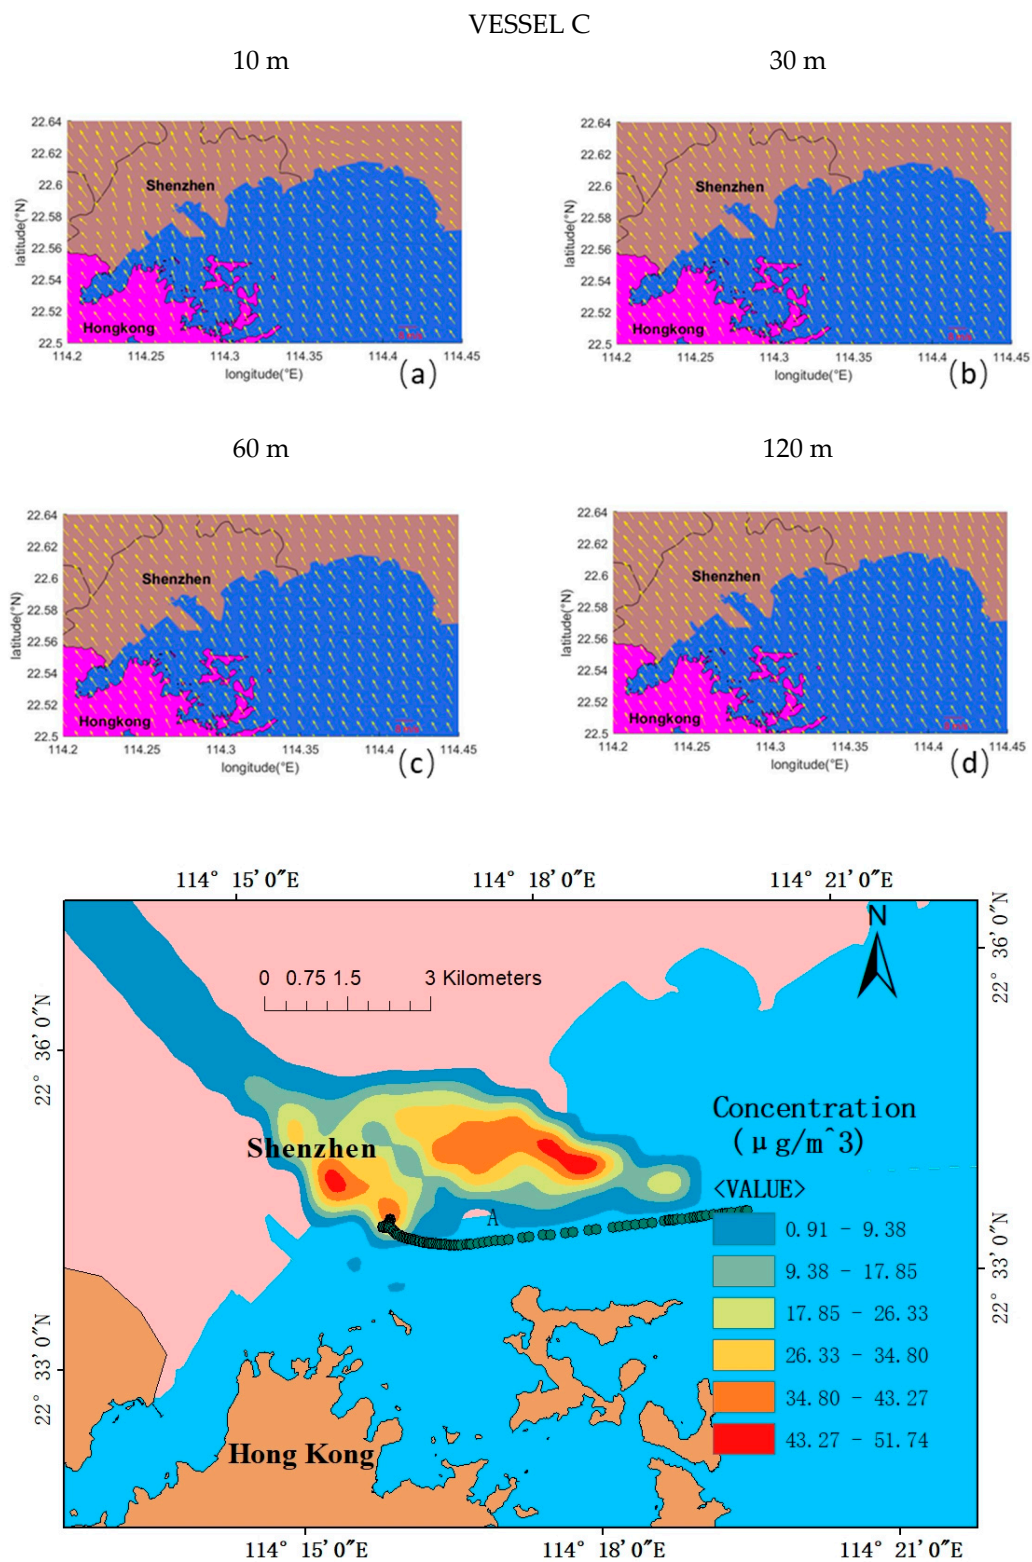 VESSEL C
10 m
30 m
22.64
22.62
22.6
22.58
22.56
22.54
22.52
22.5
latitude(°N)
Shenzhen
Hongkong
114.2
114.25
114.3
114.35
114.4
114.45
longitude(°E)
(a)
22.64
22.62
22.6
22.58
22.56
22.54
22.52
22.5
latitude(°N)
Shenzhen
Hongkong
114.2
114.25
114.3
114.35
114.4
114.45
longitude(°E)
(b)
60 m
120 m
22.64
22.62
22.6
22.58
22.56
22.54
22.52
22.5
latitude(°N)
Shenzhen
Hongkong
114.2
114.25
114.3
114.35
114.4
114.45
longitude(°E)
(c)
22.64
22.62
22.6
22.58
22.56
22.54
22.52
22.5
latitude(°N)
Shenzhen
Hongkong
114.2
114.25
114.3
114.35
114.4
114.45
longitude(°E)
(d)
114° 15′0″E
114° 18′0″E
114° 21′0″E
N
0 0.75 1.5 3 Kilometers
22° 36′0″N
22° 36′0″N
Concentration
(μg/m^3)
Shenzhen
<VALUE>
A
0.91 - 9.38
9.38 - 17.85
17.85 - 26.33
26.33 - 34.80
34.80 - 43.27
43.27 - 51.74
22° 33′0″N
22° 33′0″N
Hong Kong
114° 15′0″E
114° 18′0″E
114° 21′0″E